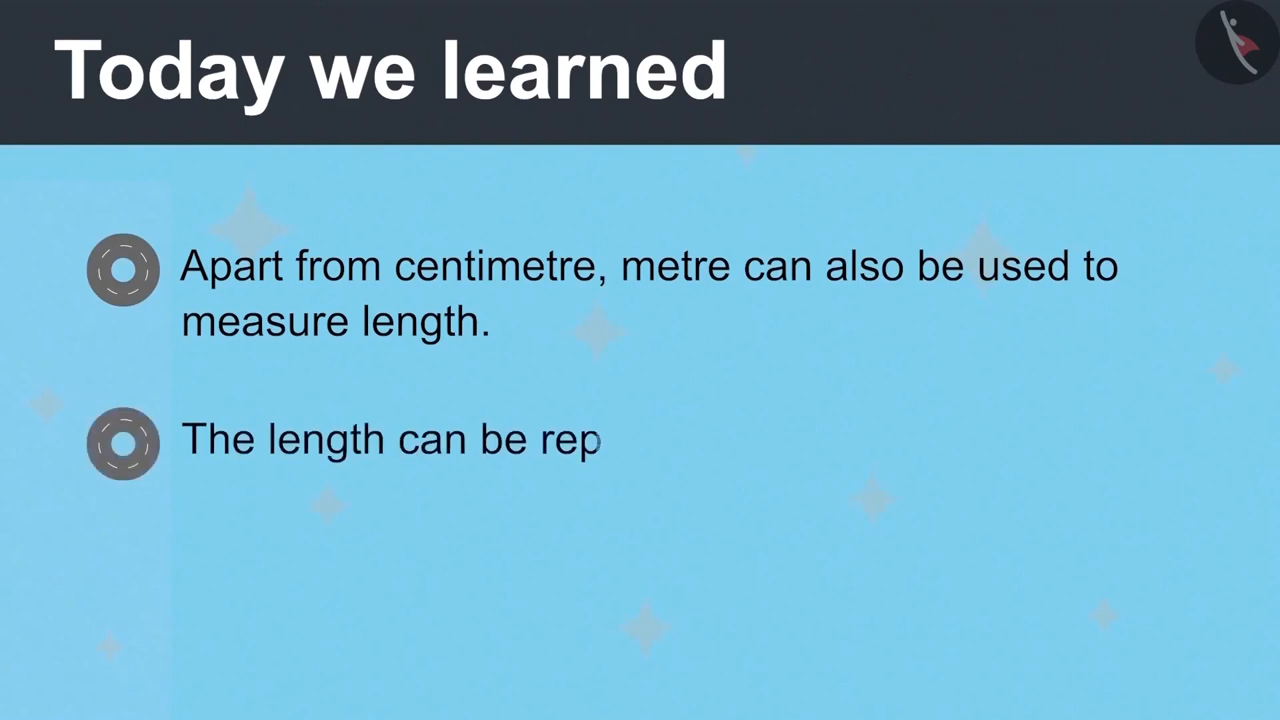 Today we learned
Apart from centimetre, metre can also be used to
measure length.
The length can be rep